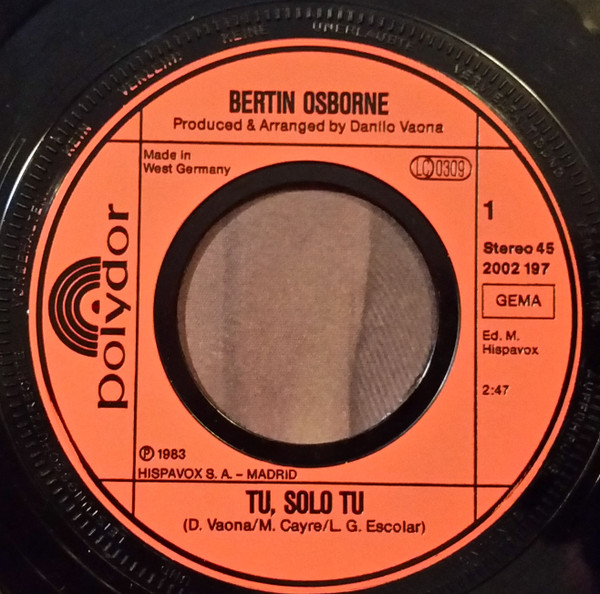 BERTIN OSBORNE
Produced & Arranged by Danilo Vaona
Made in
West Germany
LC 0309
1
Stereo 45
2002 197
GEMA
Ed. M.
Hispavox
2:47
polydor
℗ 1983
HISPAVOX S. A. – MADRID
TU, SOLO TU
(D. Vaona/M. Cayre/L. G. Escolar)